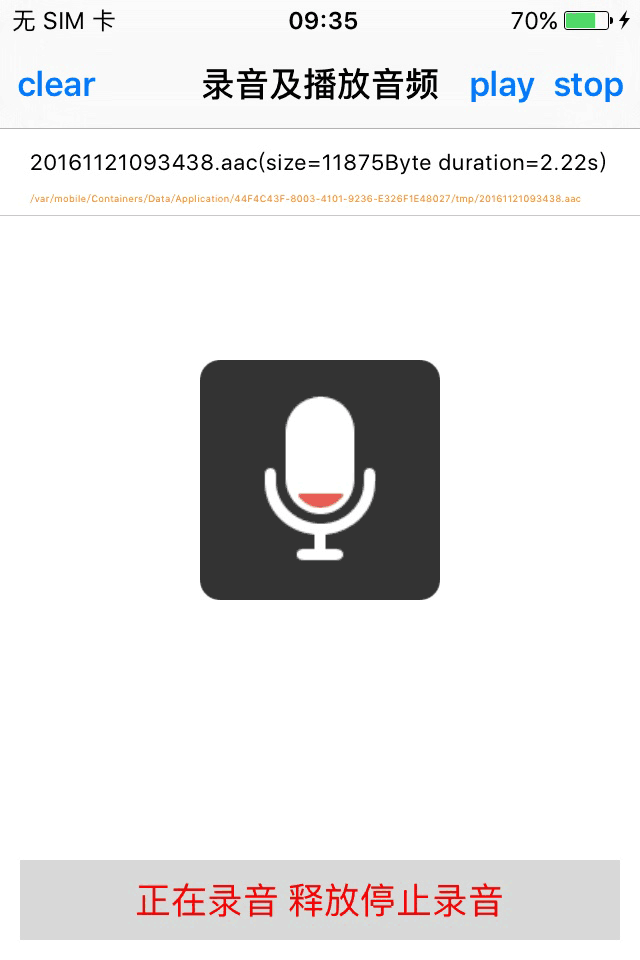 无 SIM 卡 09:35 70%
clear 录音及播放音频 play stop
20161121093438.aac(size=11875Byte duration=2.22s)
/var/mobile/Containers/Data/Application/44F4C43F-8003-4101-9236-E326F1E48027/tmp/20161121093438.aac
正在录音 释放停止录音